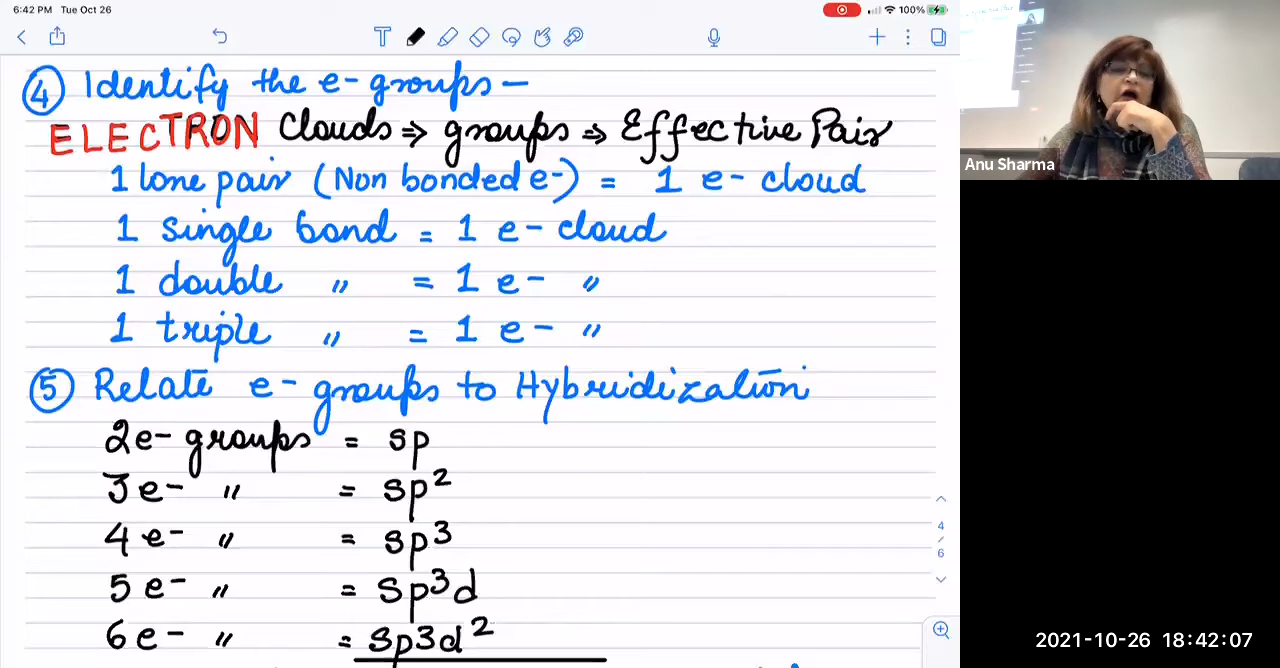 6:42 PM Tue Oct 26
100%
④ Identify the e- groups –
ELECTRON Clouds ⇒ groups ⇒ Effective Pair
1 lone pair (Non bonded e-) = 1 e- cloud
1 single bond = 1 e- cloud
1 double 〃 = 1 e- 〃
1 triple 〃 = 1 e- 〃
⑤ Relate e- groups to Hybridization
2e- groups = sp
3e- 〃 = sp²
4e- 〃 = sp³
5e- 〃 = sp³d
6e- 〃 = sp3d²
4
/
6
Anu Sharma
2021-10-26 18:42:07